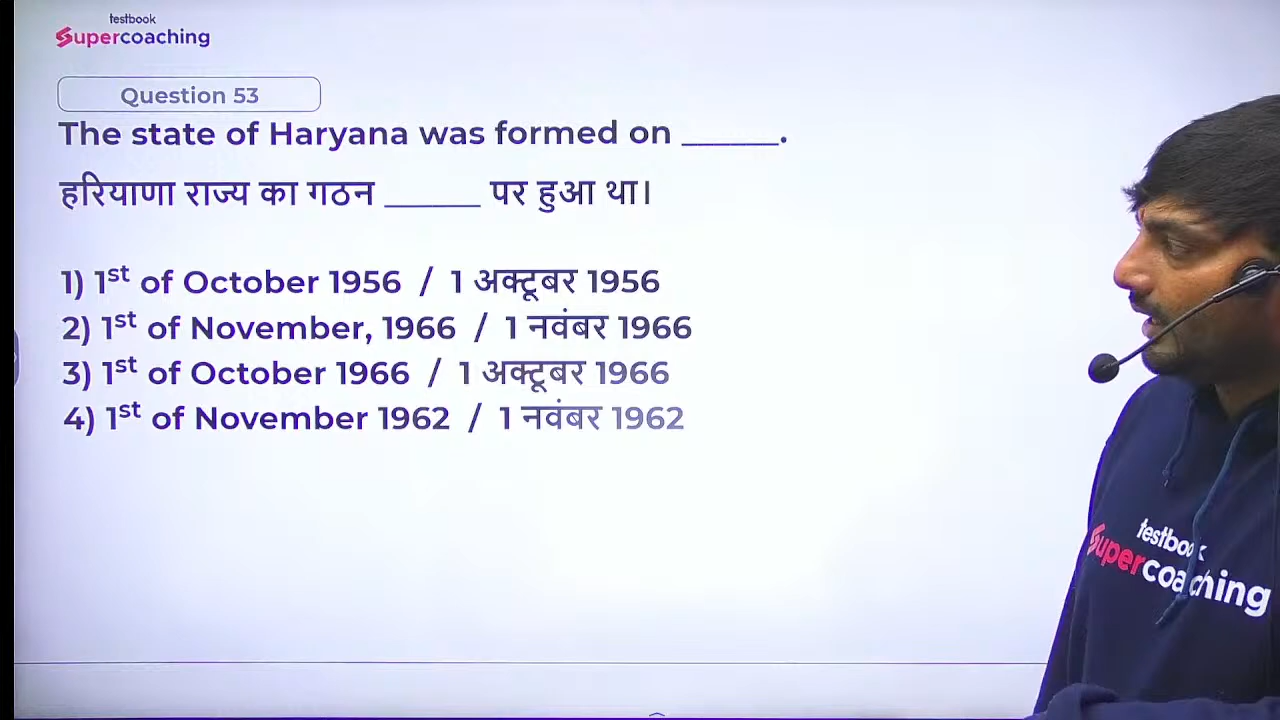 testbook
Supercoaching
Question 53
The state of Haryana was formed on ______.
हरियाणा राज्य का गठन ______ पर हुआ था।
1) 1st of October 1956 / 1 अक्टूबर 1956
2) 1st of November, 1966 / 1 नवंबर 1966
3) 1st of October 1966 / 1 अक्टूबर 1966
4) 1st of November 1962 / 1 नवंबर 1962
testbook
Supercoaching